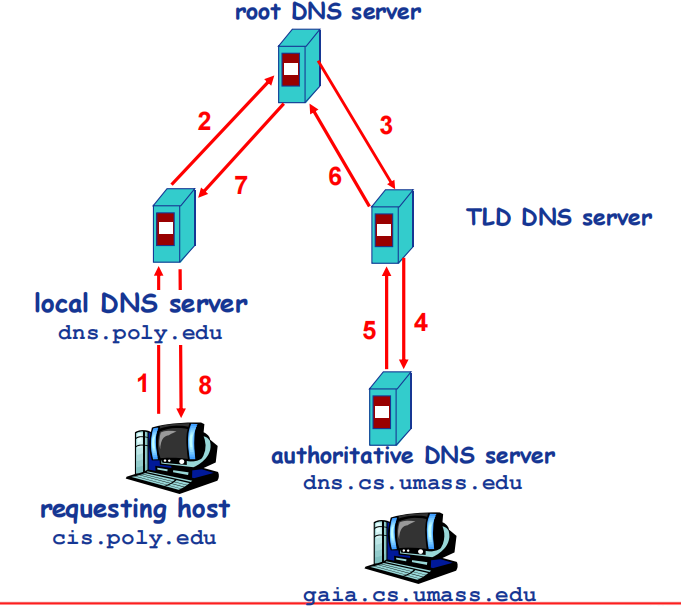 root DNS server
2
3
7
6
TLD DNS server
local DNS server
dns.poly.edu
5
4
1
8
authoritative DNS server
dns.cs.umass.edu
requesting host
cis.poly.edu
gaia.cs.umass.edu